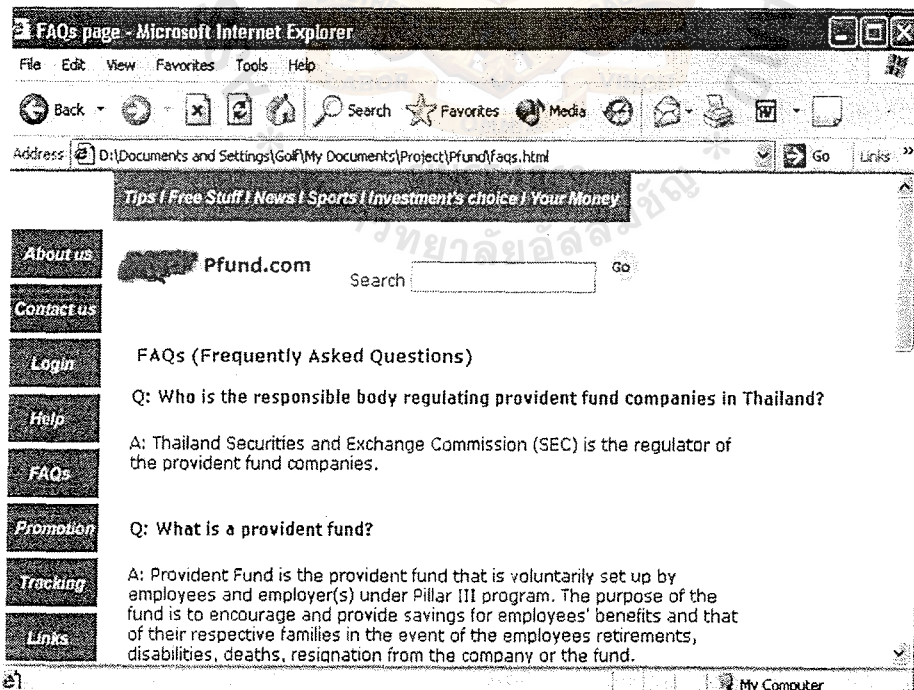 FAQs page - Microsoft Internet Explorer
File Edit View Favorites Tools Help
Back Search Favorites Media
Address D:\Documents and Settings\Golf\My Documents\Project\Pfund\faqs.html Go Links »
Tips I Free Stuff I News I Sports I Investment's choice I Your Money
About us
Contact us
Login
Help
FAQs
Promotion
Tracking
Links
Pfund.com
Search Go
FAQs (Frequently Asked Questions)
Q: Who is the responsible body regulating provident fund companies in Thailand?
A: Thailand Securities and Exchange Commission (SEC) is the regulator of
the provident fund companies.
Q: What is a provident fund?
A: Provident Fund is the provident fund that is voluntarily set up by
employees and employer(s) under Pillar III program. The purpose of the
fund is to encourage and provide savings for employees' benefits and that
of their respective families in the event of the employees retirements,
disabilities, deaths, resignation from the company or the fund.
My Computer